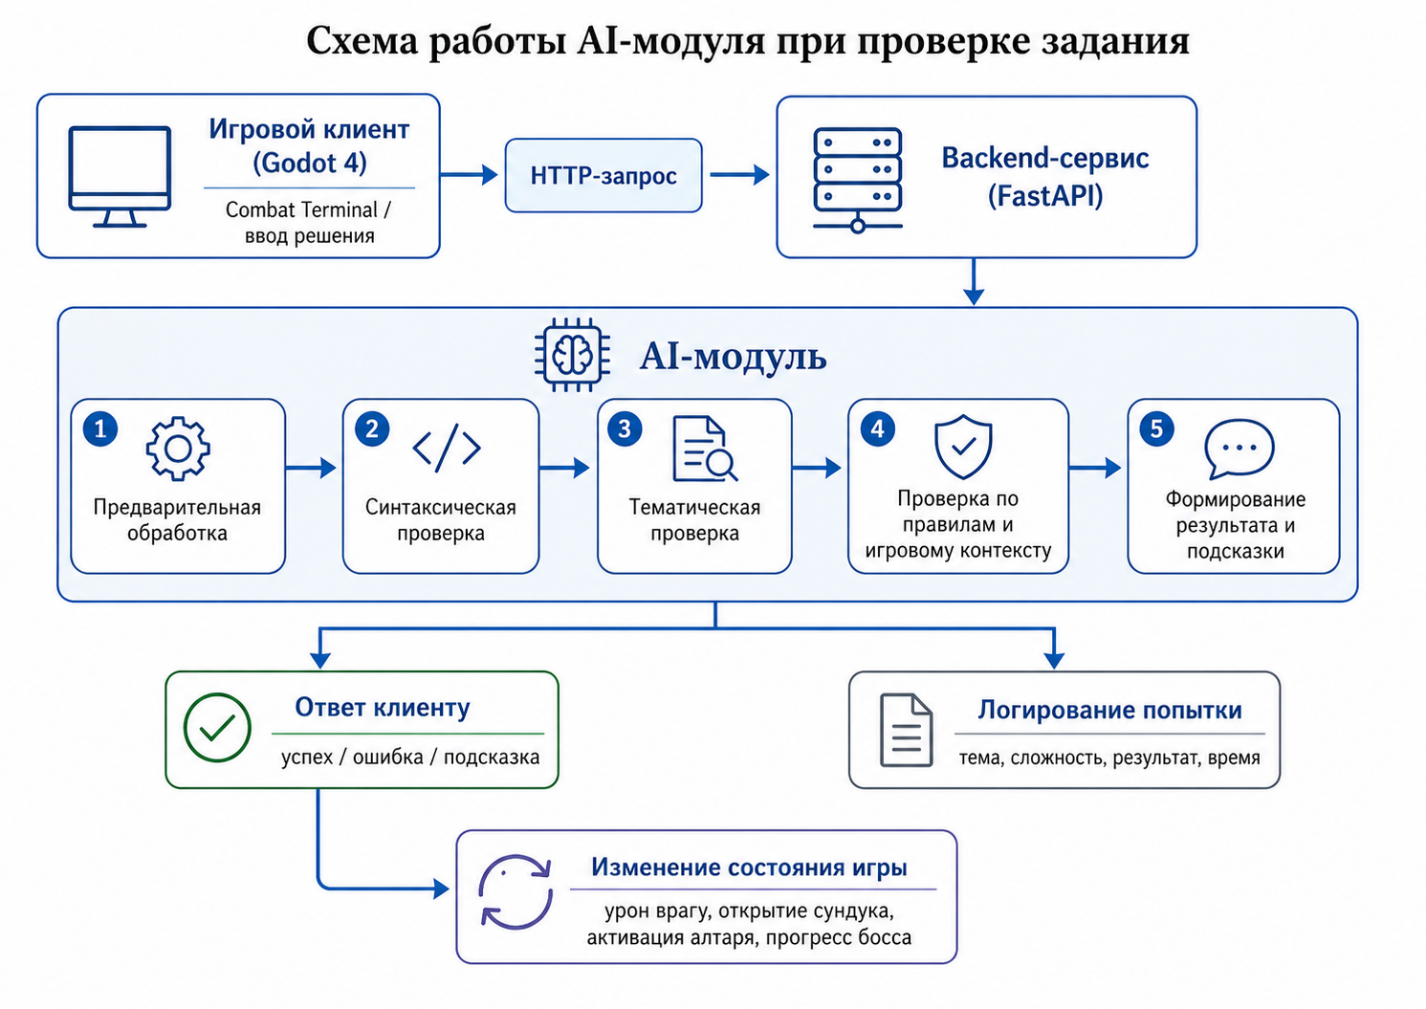 Схема работы AI-модуля при проверке задания
Игровой клиент
(Godot 4)
Combat Terminal /
ввод решения
HTTP-запрос
Backend-сервис
(FastAPI)
AI-модуль
1
Предварительная
обработка
2
Синтаксическая
проверка
3
Тематическая
проверка
4
Проверка по
правилам и
игровому контексту
5
Формирование
результата и
подсказки
Ответ клиенту
успех / ошибка / подсказка
Логирование попытки
тема, сложность, результат, время
Изменение состояния игры
урон врагу, открытие сундука,
активация алтаря, прогресс босса